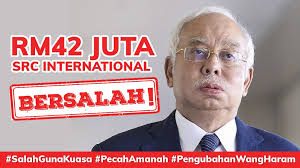 RM42 JUTA
SRC INTERNATIONAL
BERSALAH!
#SalahGunaKuasa #PecahAmanah #PengubahanWangHaram